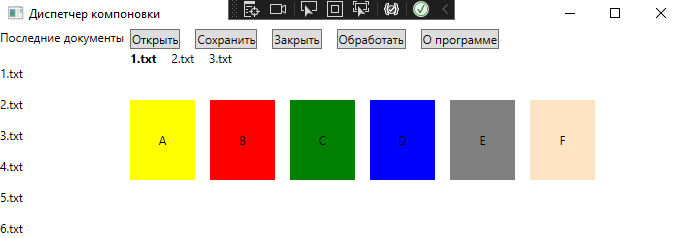 Диспетчер компоновки
Последние документы
Открыть Сохранить Закрыть Обработать О программе
1.txt 2.txt 3.txt
1.txt
2.txt
3.txt
4.txt
5.txt
6.txt
A B C D E F